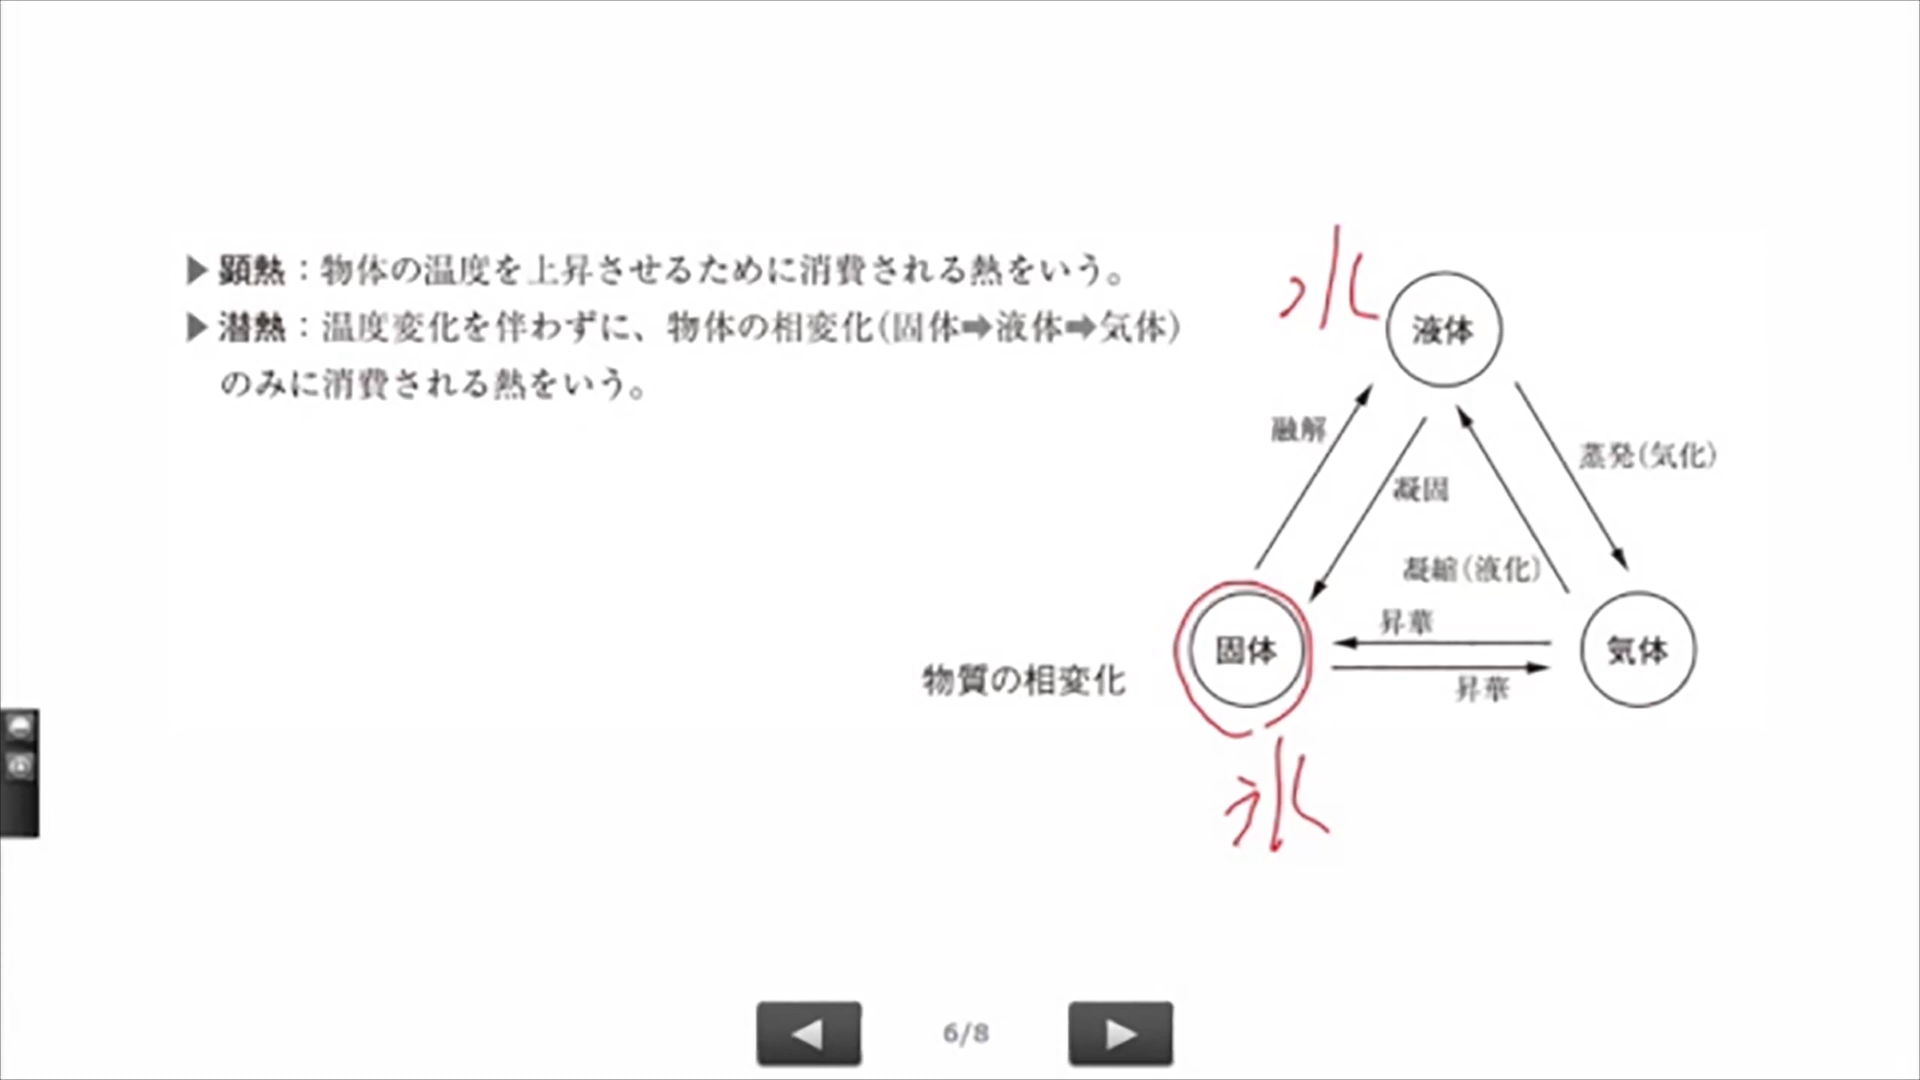 ▶顕熱：物体の温度を上昇させるために消費される熱をいう。
▶潜熱：温度変化を伴わずに、物体の相変化(固体➡液体➡気体)
のみに消費される熱をいう。
水
液体
融解
蒸発(気化)
凝固
凝縮(液化)
昇華
固体
気体
物質の相変化
昇華
氷
6/8